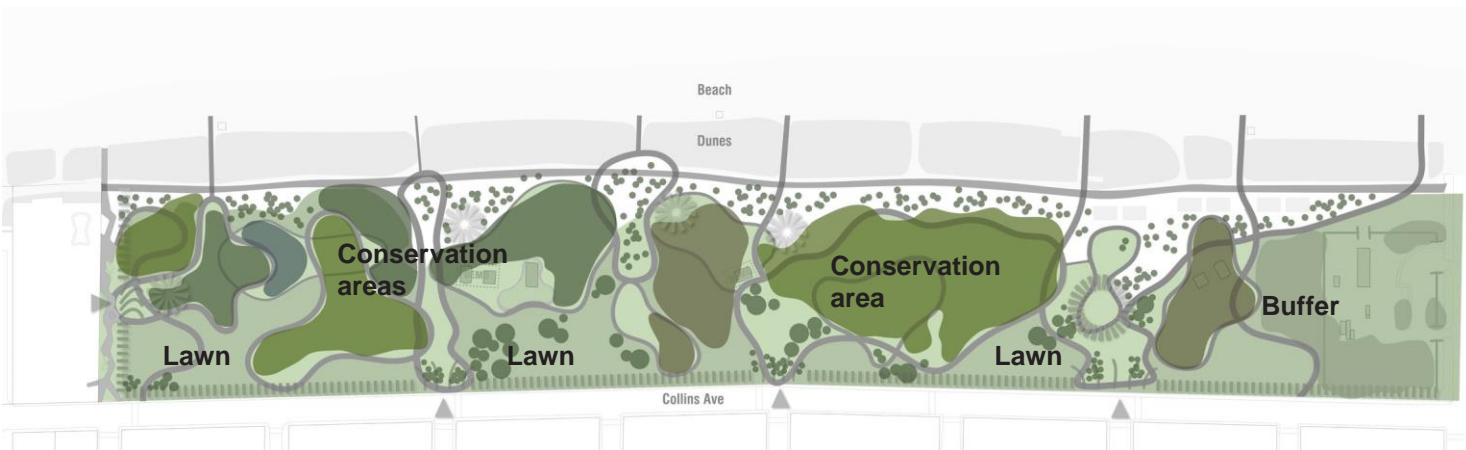 Beach
Dunes
Conservation
areas
Conservation
area
Buffer
Lawn
Lawn
Lawn
Collins Ave